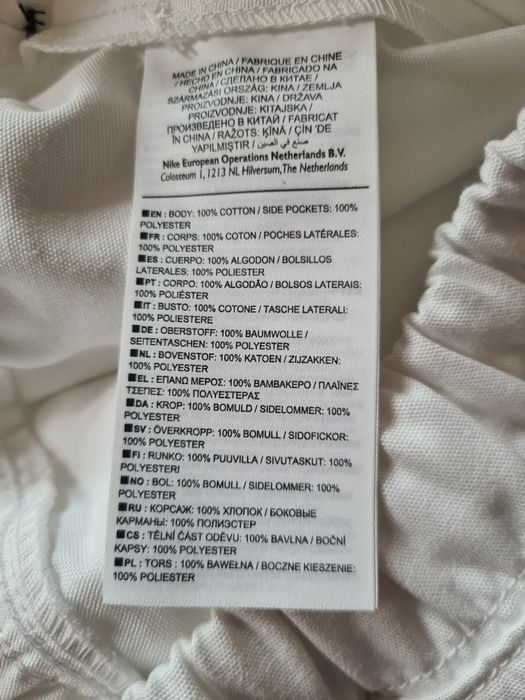 MADE IN CHINA / FABRIQUE EN CHINE
/ HECHO EN CHINA / FABRICADO NA
CHINA / СДЕЛАНО В КИТАЕ /
SZÁRMAZÁSI ORSZÁG: KINA / ZEMLJA
PROIZVODNJE: KINA / DRŽAVA
PROIZVODNJE: KITAJSKA /
ПРОИЗВЕДЕНО В КИТАЙ / FABRICAT
ÎN CHINA / RAŽOTS: ĶĪNĀ / ÇİN 'DE
YAPILMIŞTIR / صنع في الصين
Nike European Operations Netherlands B.V.
Colosseum 1, 1213 NL Hilversum, The Netherlands
■EN : BODY: 100% COTTON / SIDE POCKETS: 100%
POLYESTER
■FR : CORPS: 100% COTON / POCHES LATÉRALES:
100% POLYESTER
■ES : CUERPO: 100% ALGODON / BOLSILLOS
LATERALES: 100% POLIESTER
■PT : CORPO: 100% ALGODÃO / BOLSOS LATERAIS:
100% POLIÉSTER
■IT : BUSTO: 100% COTONE / TASCHE LATERALI:
100% POLIESTERE
■DE : OBERSTOFF: 100% BAUMWOLLE /
SEITENTASCHEN: 100% POLYESTER
■NL : BOVENSTOF: 100% KATOEN / ZIJZAKKEN:
100% POLYESTER
■EL : ΕΠΑΝΩ ΜΕΡΟΣ: 100% ΒΑΜΒΑΚΕΡΟ / ΠΛΑΪΝΕΣ
ΤΣΕΠΕΣ: 100% ΠΟΛΥΕΣΤΕΡΑΣ
■DA : KROP: 100% BOMULD / SIDELOMMER: 100%
POLYESTER
■SV : ÖVERKROPP: 100% BOMULL / SIDOFICKOR:
100% POLYESTER
■FI : RUNKO: 100% PUUVILLA / SIVUTASKUT: 100%
POLYESTERI
■NO : BOL: 100% BOMULL / SIDELOMMER: 100%
POLYESTER
■RU : КОРСАЖ: 100% ХЛОПОК / БОКОВЫЕ
КАРМАНЫ: 100% ПОЛИЭСТЕР
■CS : TĚLNÍ ČÁST ODĚVU: 100% BAVLNA / BOČNÍ
KAPSY: 100% POLYESTER
■PL : TORS : 100% BAWEŁNA / BOCZNE KIESZENIE:
100% POLIESTER